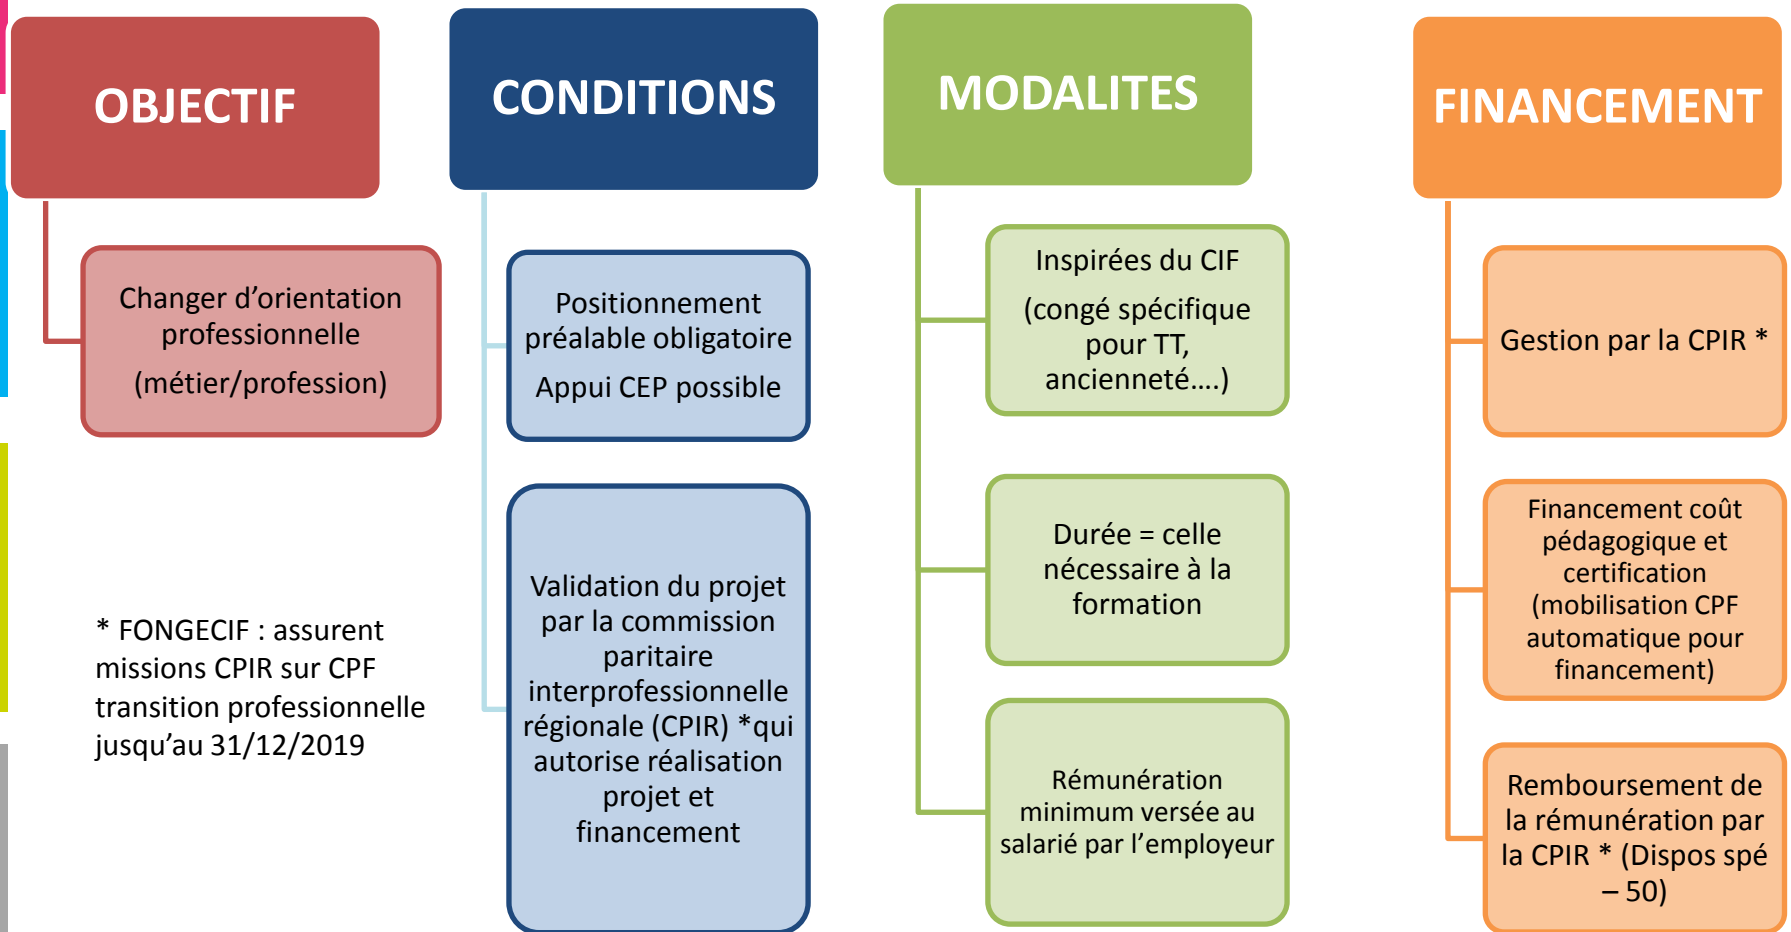 OBJECTIF
Changer d’orientation
professionnelle
(métier/profession)
* FONGECIF : assurent
missions CPIR sur CPF
transition professionnelle
jusqu’au 31/12/2019
CONDITIONS
Positionnement
préalable obligatoire
Appui CEP possible
Validation du projet
par la commission
paritaire
interprofessionnelle
régionale (CPIR) *qui
autorise réalisation
projet et
financement
MODALITES
Inspirées du CIF
(congé spécifique
pour TT,
ancienneté….)
Durée = celle
nécessaire à la
formation
Rémunération
minimum versée au
salarié par l’employeur
FINANCEMENT
Gestion par la CPIR *
Financement coût
pédagogique et
certification
(mobilisation CPF
automatique pour
financement)
Remboursement de
la rémunération par
la CPIR * (Dispos spé
– 50)